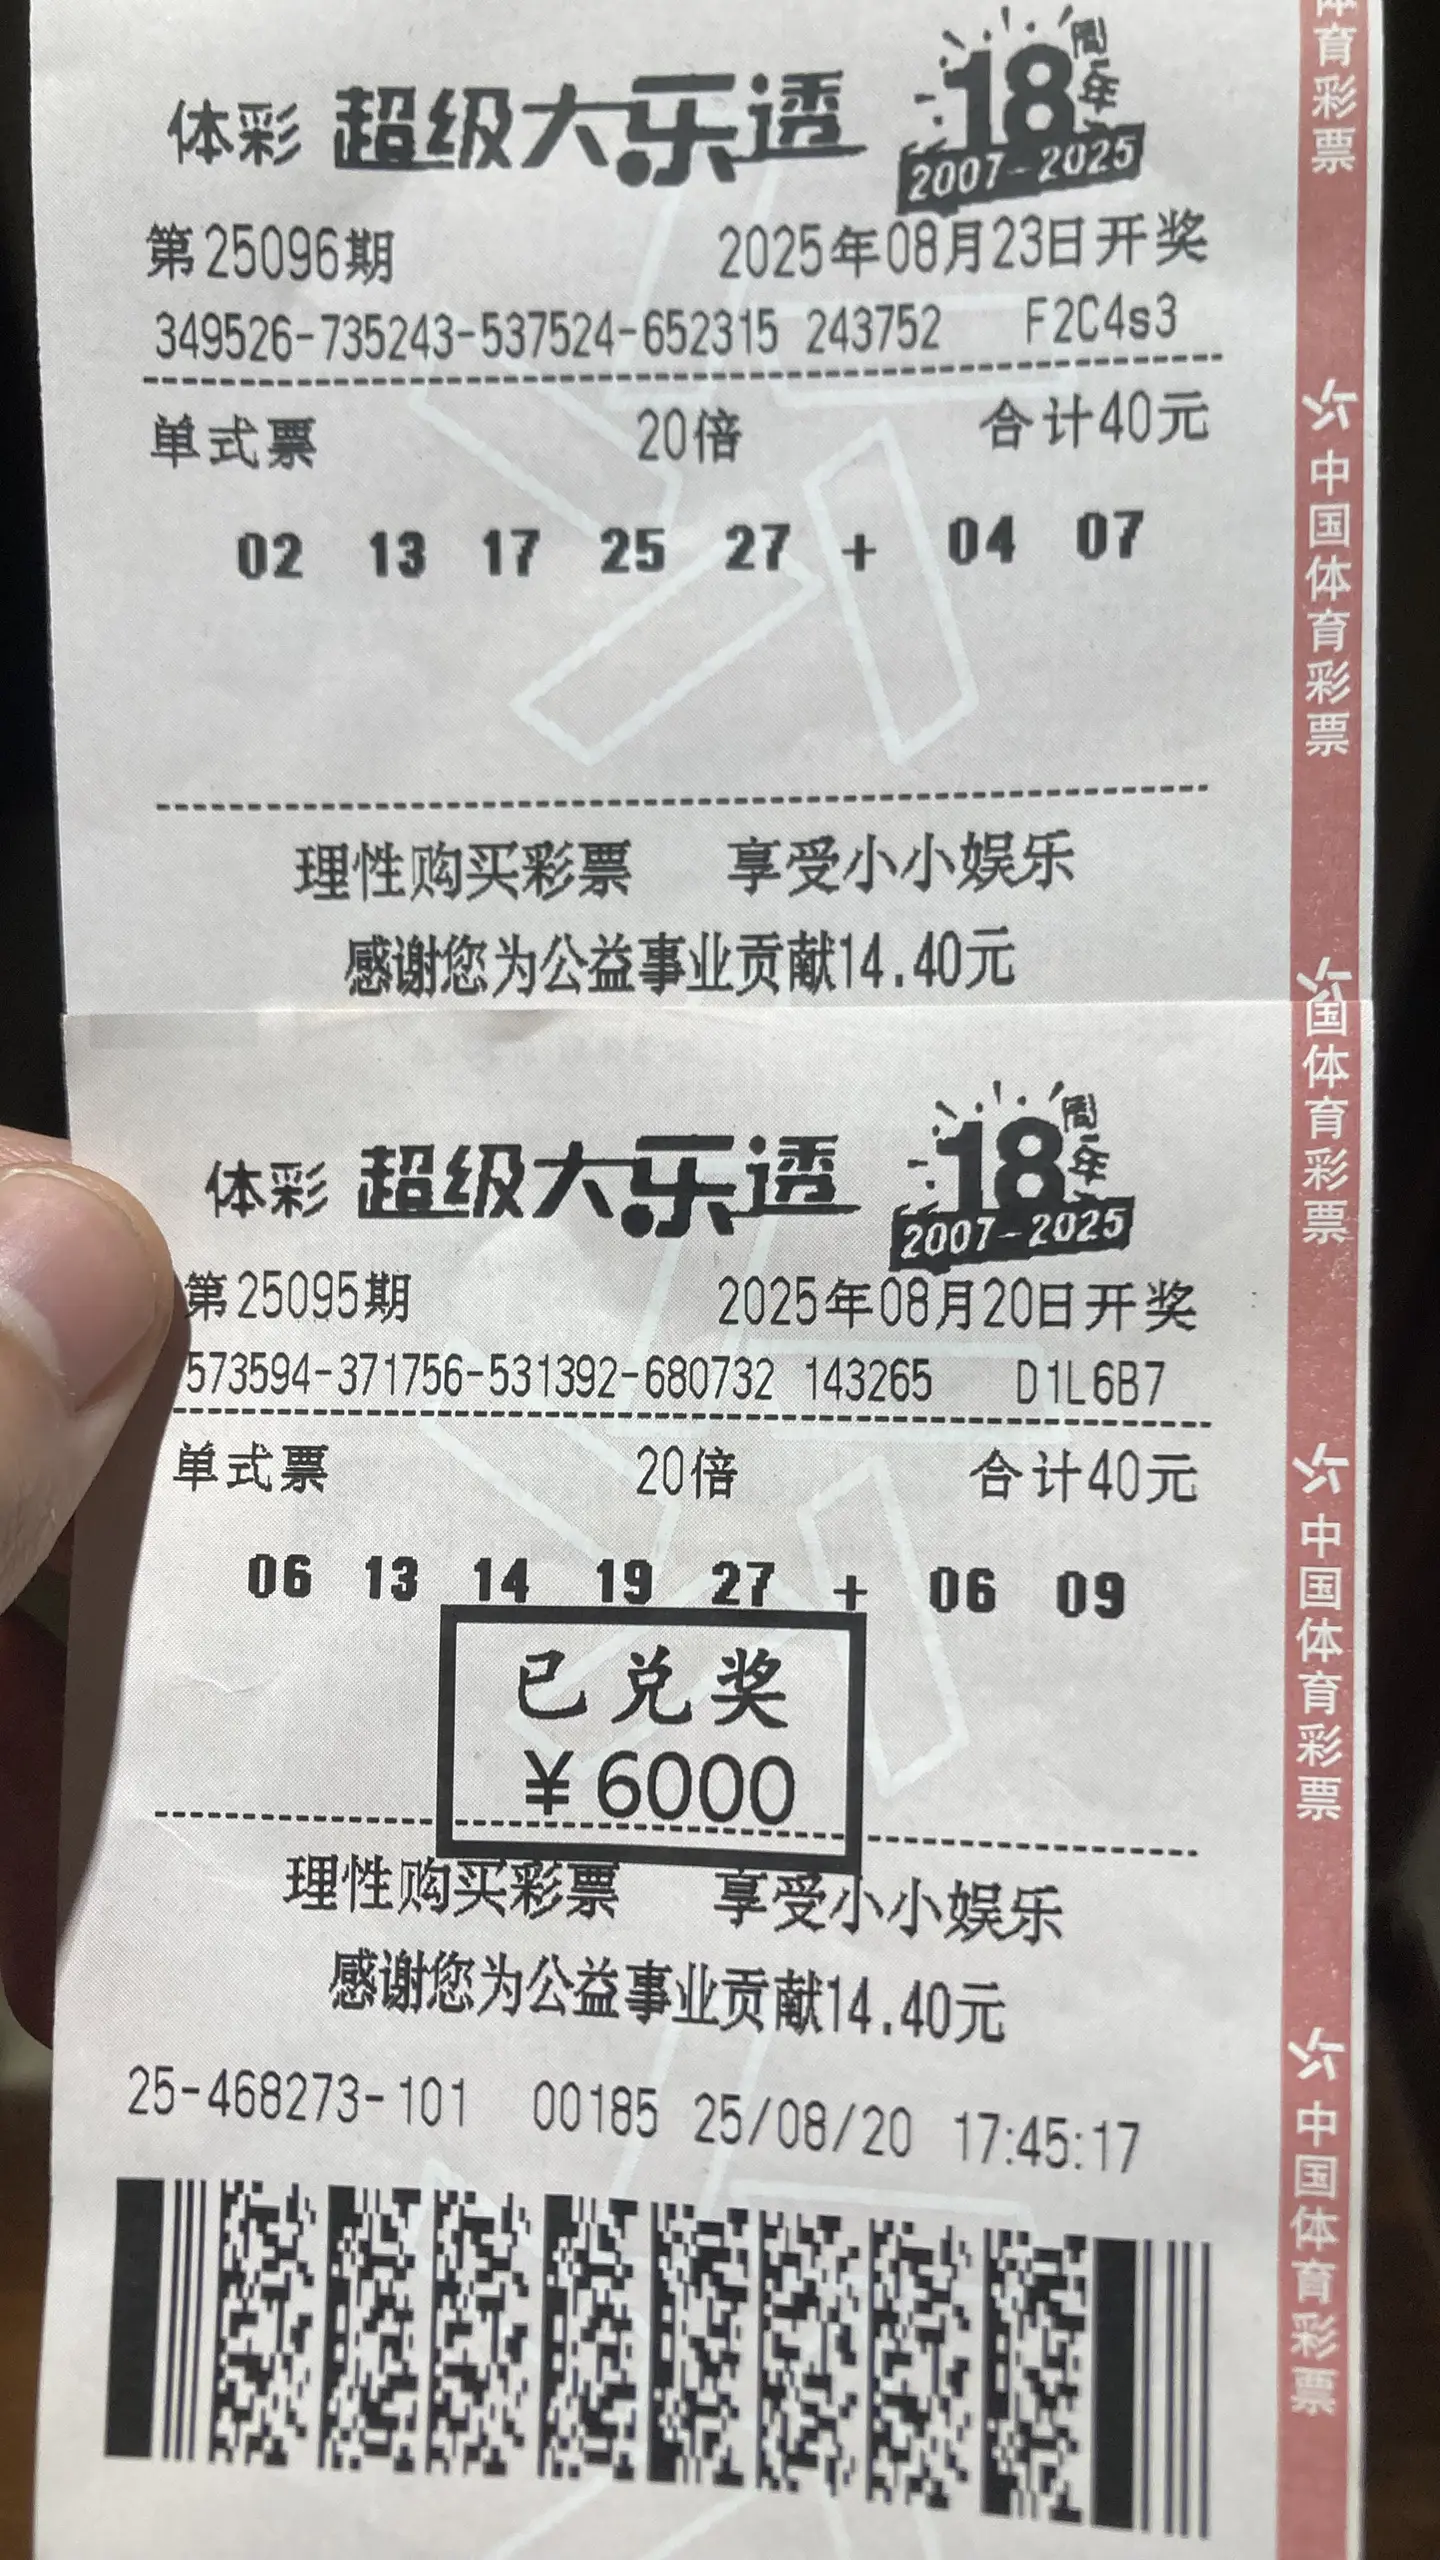 体彩 超级大乐透 18周年
2007-2025
第25096期 2025年08月23日开奖
349526-735243-537524-652315 243752 F2C4s3
单式票 20倍 合计40元
02 13 17 25 27 + 04 07
理性购买彩票 享受小小娱乐
感谢您为公益事业贡献14.40元
体彩 超级大乐透 18周年
2007-2025
第25095期 2025年08月20日开奖
573594-371756-531392-680732 143265 D1L6B7
单式票 20倍 合计40元
06 13 14 19 27 + 06 09
已兑奖
¥6000
理性购买彩票 享受小小娱乐
感谢您为公益事业贡献14.40元
25-468273-101 00185 25/08/20 17:45:17
体育彩票
中国体育彩票
国体育彩票
中国体育彩票
中国体育彩票